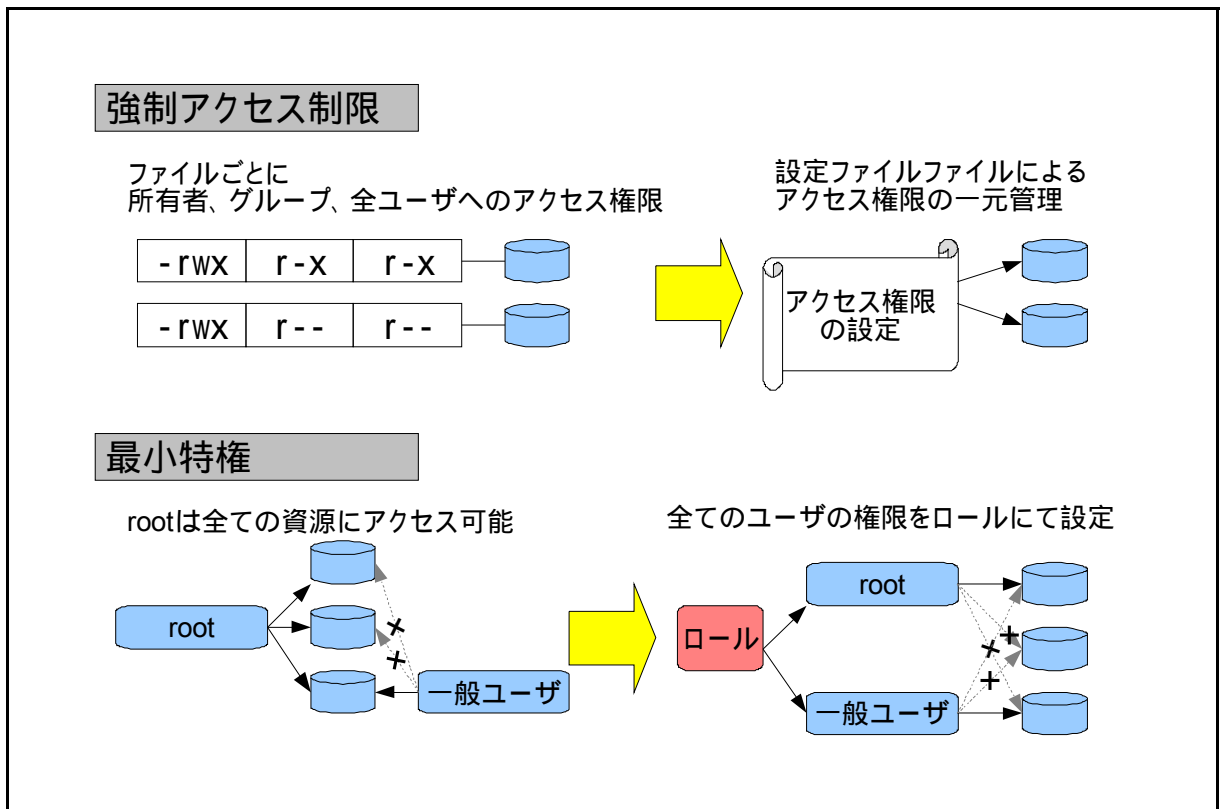 強制アクセス制限
ファイルごとに
所有者、グループ、全ユーザへのアクセス権限
-rwx r-x r-x
-rwx r-- r--
設定ファイルファイルによる
アクセス権限の一元管理
アクセス権限
の設定
最小特権
rootは全ての資源にアクセス可能
root
一般ユーザ
全てのユーザの権限をロールにて設定
ロール
root
一般ユーザ